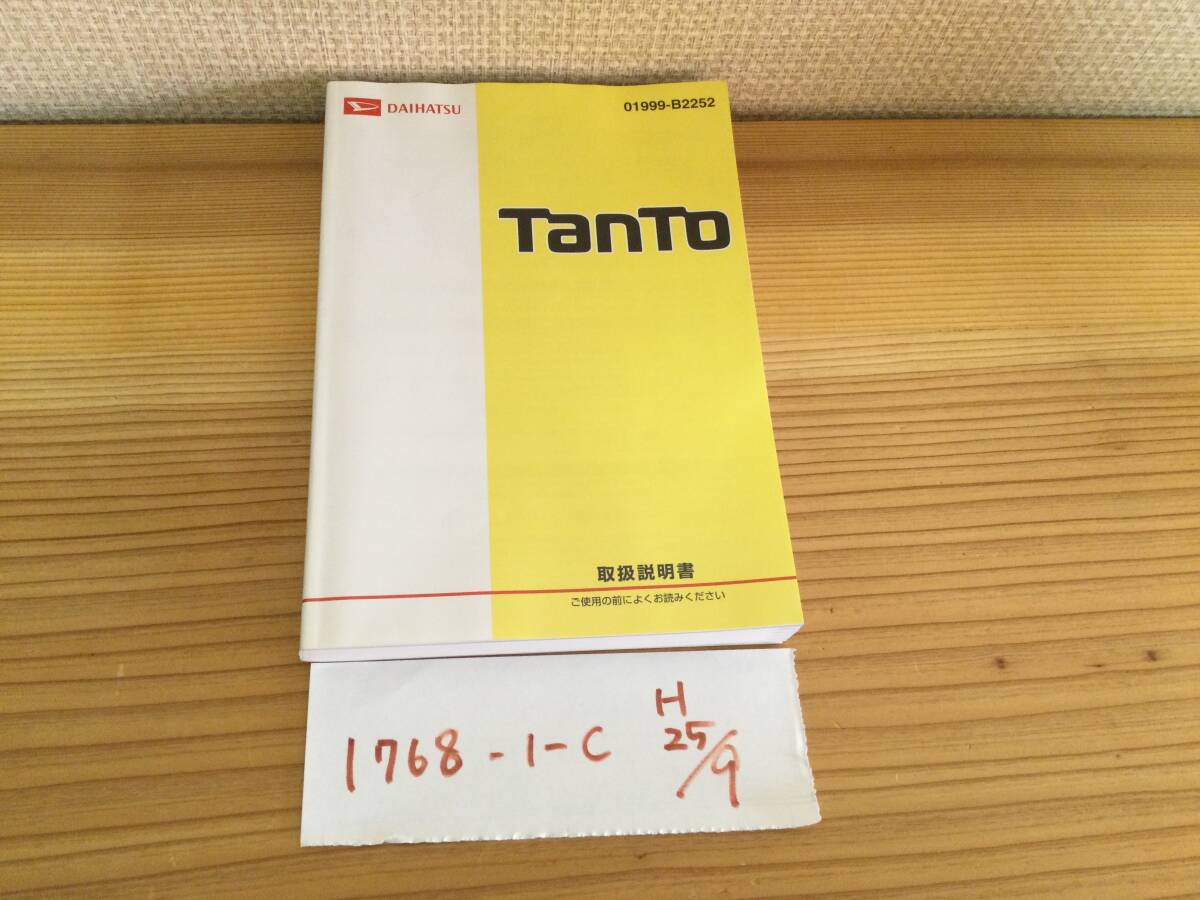 DAIHATSU
01999-B2252
TanTo
取扱説明書
ご使用の前によくお読みください
1768-1-C
H
25/9